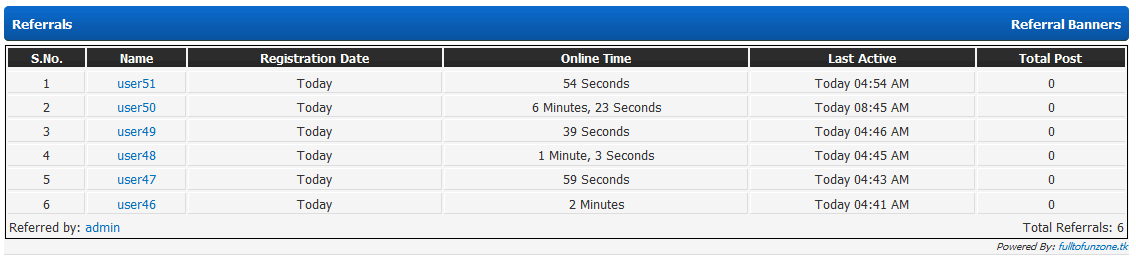 Referrals Referral Banners
S.No. Name Registration Date Online Time Last Active Total Post
1 user51 Today 54 Seconds Today 04:54 AM 0
2 user50 Today 6 Minutes, 23 Seconds Today 08:45 AM 0
3 user49 Today 39 Seconds Today 04:46 AM 0
4 user48 Today 1 Minute, 3 Seconds Today 04:45 AM 0
5 user47 Today 59 Seconds Today 04:43 AM 0
6 user46 Today 2 Minutes Today 04:41 AM 0
Referred by: admin Total Referrals: 6
Powered By: fulltofunzone.tk